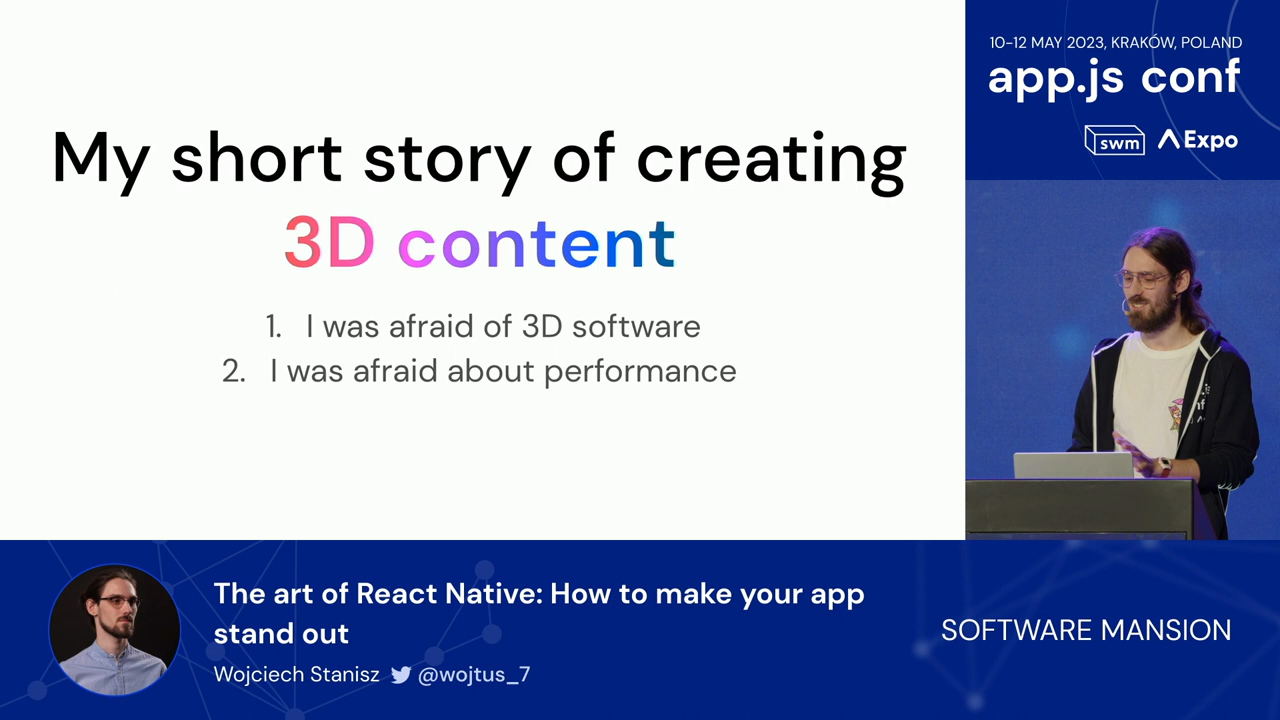 My short story of creating
3D content
1. I was afraid of 3D software
2. I was afraid about performance
10-12 MAY 2023, KRAKÓW, POLAND
app.js conf
swm Expo
The art of React Native: How to make your app
stand out
Wojciech Stanisz @wojtus_7
SOFTWARE MANSION